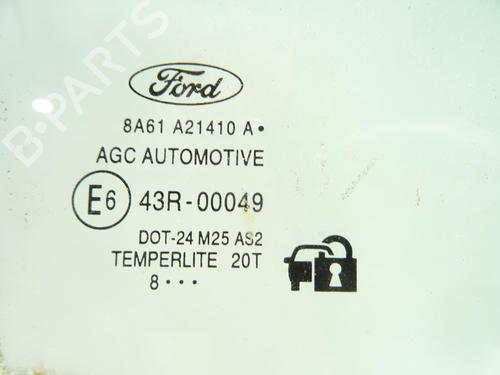 B-PARTS
Ford
8A61 A21410 A•
AGC AUTOMOTIVE
E6 43R-00049
DOT-24 M25 AS2
TEMPERLITE 20T
8•••